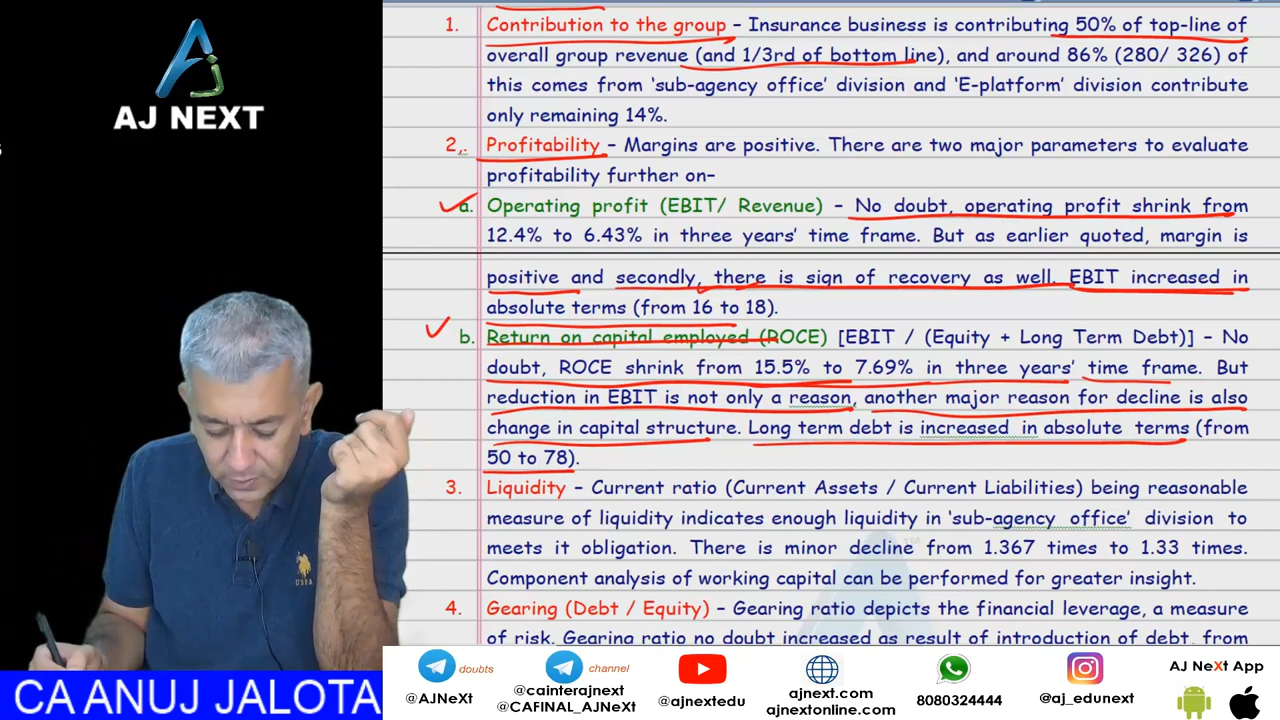 AJ NEXT
1. Contribution to the group – Insurance business is contributing 50% of top-line of
overall group revenue (and 1/3rd of bottom line), and around 86% (280/ 326) of
this comes from ‘sub-agency office’ division and ‘E-platform’ division contribute
only remaining 14%.
2. Profitability – Margins are positive. There are two major parameters to evaluate
profitability further on–
a. Operating profit (EBIT/ Revenue) – No doubt, operating profit shrink from
12.4% to 6.43% in three years’ time frame. But as earlier quoted, margin is
positive and secondly, there is sign of recovery as well. EBIT increased in
absolute terms (from 16 to 18).
b. Return on capital employed (ROCE) [EBIT / (Equity + Long Term Debt)] – No
doubt, ROCE shrink from 15.5% to 7.69% in three years’ time frame. But
reduction in EBIT is not only a reason, another major reason for decline is also
change in capital structure. Long term debt is increased in absolute terms (from
50 to 78).
3. Liquidity – Current ratio (Current Assets / Current Liabilities) being reasonable
measure of liquidity indicates enough liquidity in ‘sub-agency office’ division to
meets it obligation. There is minor decline from 1.367 times to 1.33 times.
Component analysis of working capital can be performed for greater insight.
4. Gearing (Debt / Equity) – Gearing ratio depicts the financial leverage, a measure
of risk. Gearing ratio no doubt increased as result of introduction of debt, from
USPA
CA ANUJ JALOTA
doubts
@AJNeXt
channel
@cainterajnext
@CAFINAL_AJNeXt
@ajnextedu
ajnext.com
ajnextonline.com
8080324444
@aj_edunext
AJ NeXt App